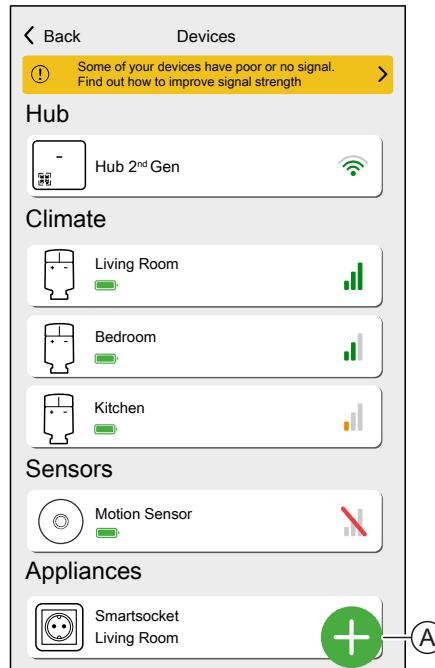 Back
Devices
Some of your devices have poor or no signal.
Find out how to improve signal strength
Hub
Hub 2nd Gen
Climate
Living Room
Bedroom
Kitchen
Sensors
Motion Sensor
Appliances
Smartsocket
Living Room
A